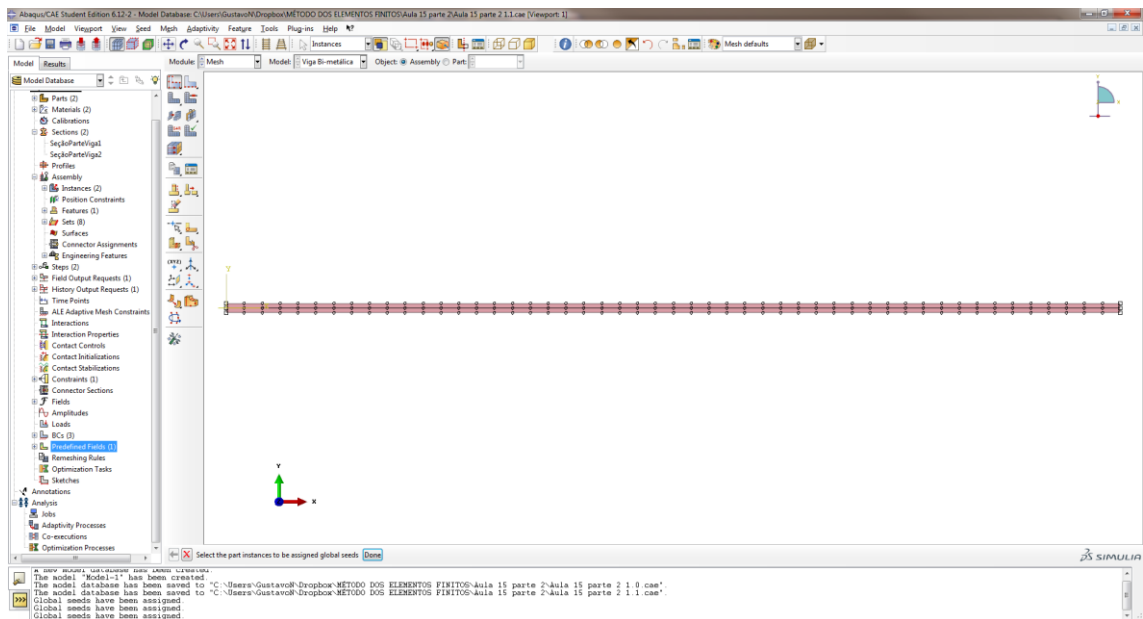 Abaqus/CAE Student Edition 6.12-2 - Model Database: C:\Users\GustavoN\Dropbox\MÉTODO DOS ELEMENTOS FINITOS\Aula 15 parte 2\Aula 15 parte 2 1.1.cae [Viewport: 1]
File Model Viewport View Seed Mesh Adaptivity Feature Tools Plug-ins Help
Instances Mesh defaults
Model Results Module: Mesh Model: Viga Bi-metálica Object: Assembly Part:
Model Database
Parts (2)
Materials (2)
Calibrations
Sections (2)
SeçãoParteViga1
SeçãoParteViga2
Profiles
Assembly
Instances (2)
Position Constraints
Features (1)
Sets (8)
Surfaces
Connector Assignments
Engineering Features
Steps (2)
Field Output Requests (1)
History Output Requests (1)
Time Points
ALE Adaptive Mesh Constraints
Interactions
Interaction Properties
Contact Controls
Contact Initializations
Contact Stabilizations
Constraints (1)
Connector Sections
Fields
Amplitudes
Loads
BCs (3)
Predefined Fields (1)
Remeshing Rules
Optimization Tasks
Sketches
Annotations
Analysis
Jobs
Adaptivity Processes
Co-executions
Optimization Processes
Y
Y
X
Select the part instances to be assigned global seeds Done
SIMULIA
A new model database has been created.
The model "Model-1" has been created.
The model database has been saved to "C:\Users\GustavoN\Dropbox\MÉTODO DOS ELEMENTOS FINITOS\Aula 15 parte 2\Aula 15 parte 2 1.0.cae".
The model database has been saved to "C:\Users\GustavoN\Dropbox\MÉTODO DOS ELEMENTOS FINITOS\Aula 15 parte 2\Aula 15 parte 2 1.1.cae".
Global seeds have been assigned.
Global seeds have been assigned.
Global seeds have been assigned.